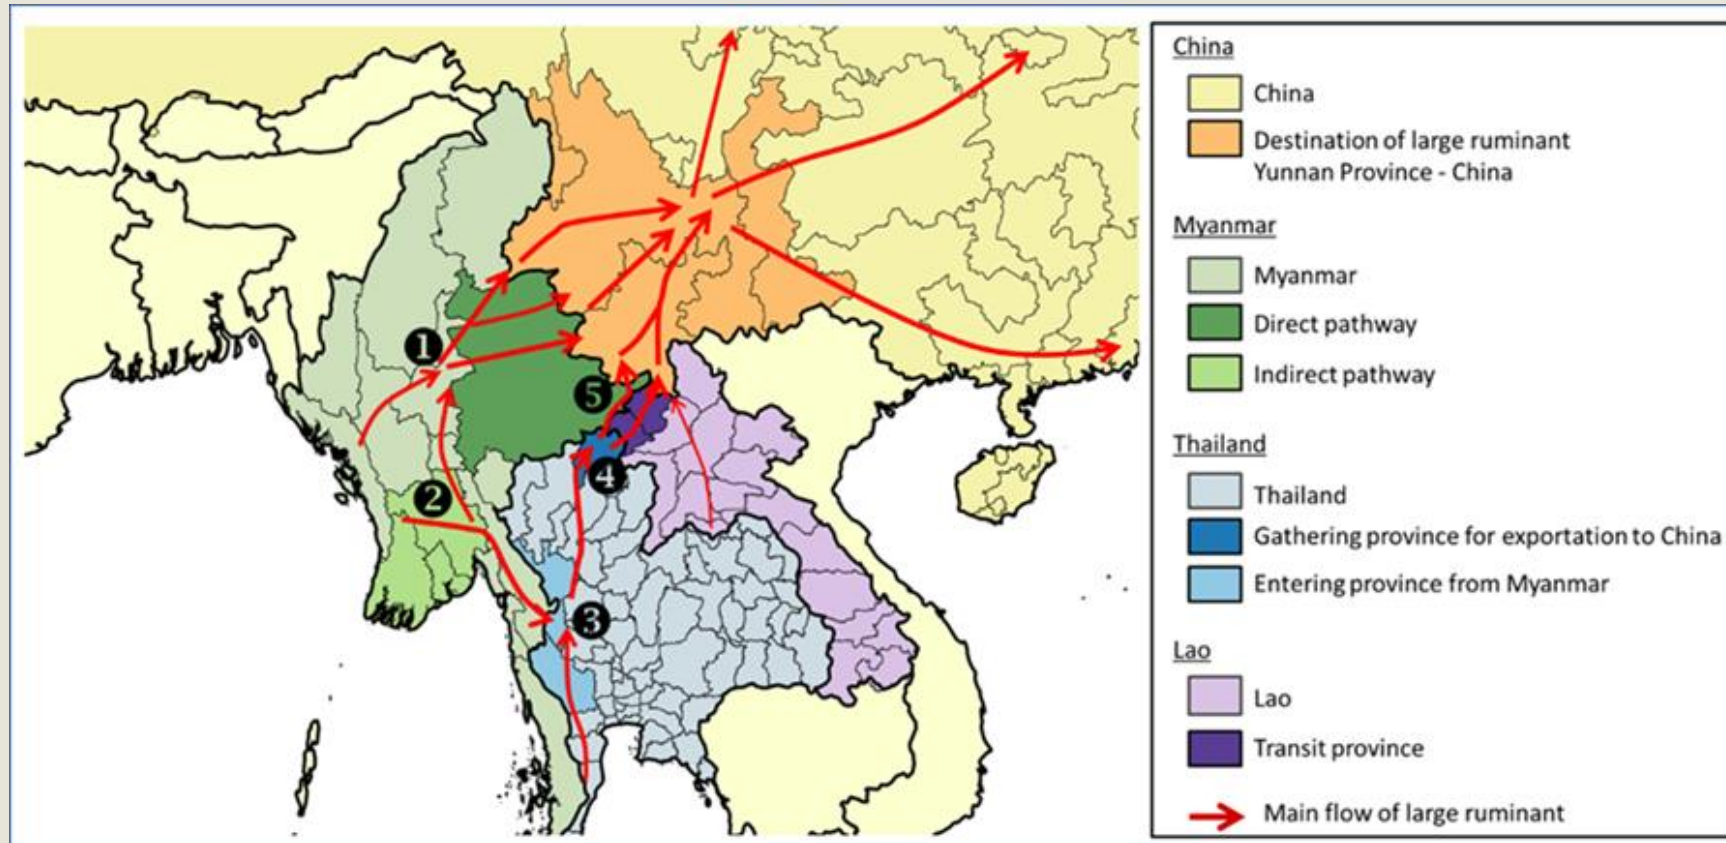 China
China
Destination of large ruminant
Yunnan Province - China
Myanmar
Myanmar
Direct pathway
Indirect pathway
Thailand
Thailand
Gathering province for exportation to China
Entering province from Myanmar
Lao
Lao
Transit province
Main flow of large ruminant
1
5
4
2
3